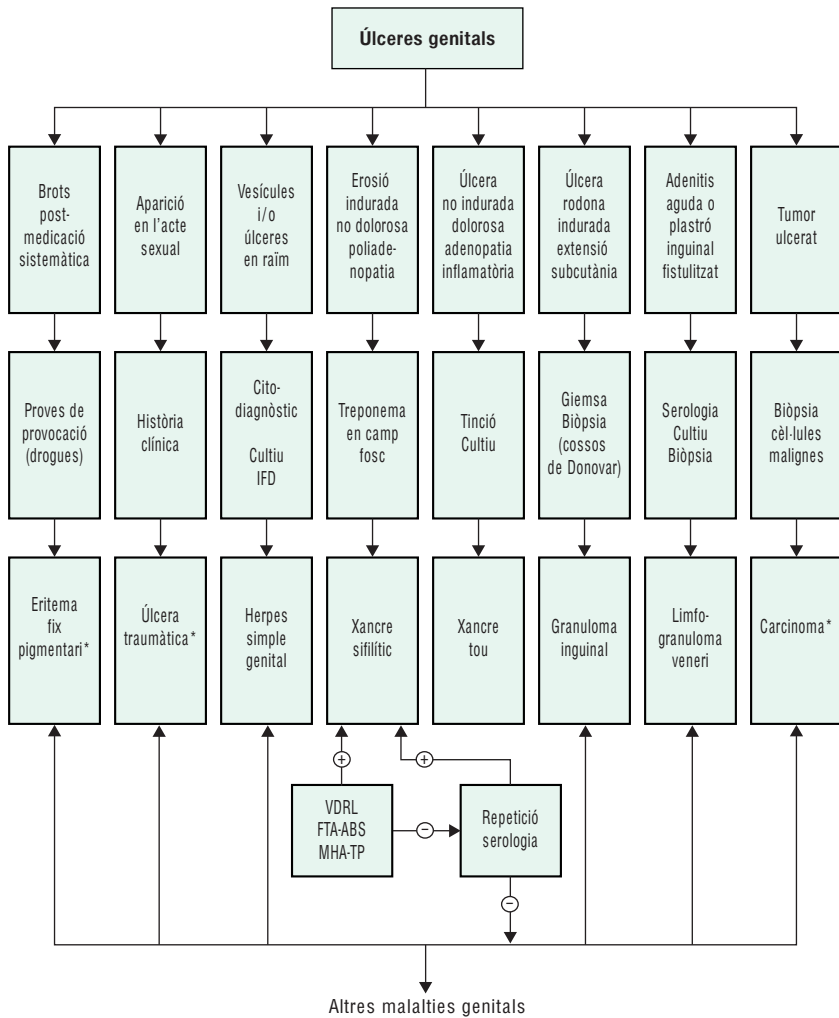 Úlceres genitals
Brots
post-
medicació
sistemàtica
Aparició
en l'acte
sexual
Vesícules
i/o
úlceres
en raïm
Erosió
indurada
no dolorosa
poliade-
nopatia
Úlcera
no indurada
dolorosa
adenopatia
inflamatòria
Úlcera
rodona
indurada
extensió
subcutània
Adenitis
aguda o
plastró
inguinal
fistulitzat
Tumor
ulcerat
Proves de
provocació
(drogues)
Història
clínica
Cito-
diagnòstic
Cultiu
IFD
Treponema
en camp
fosc
Tinció
Cultiu
Giemsa
Biòpsia
(cossos
de Donovar)
Serologia
Cultiu
Biòpsia
Biòpsia
cèl·lules
malignes
Eritema
fix
pigmentari*
Úlcera
traumàtica*
Herpes
simple
genital
Xancre
sifilític
Xancre
tou
Granuloma
inguinal
Limfo-
granuloma
veneri
Carcinoma*
+
+
VDRL
FTA-ABS
MHA-TP
−
Repetició
serologia
−
Altres malalties genitals